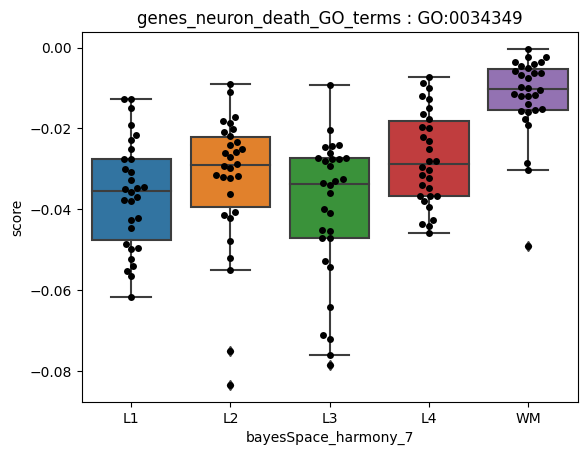 genes_neuron_death_GO_terms : GO:0034349
0.00
−0.02
−0.04
−0.06
−0.08
score
L1 L2 L3 L4 WM
bayesSpace_harmony_7